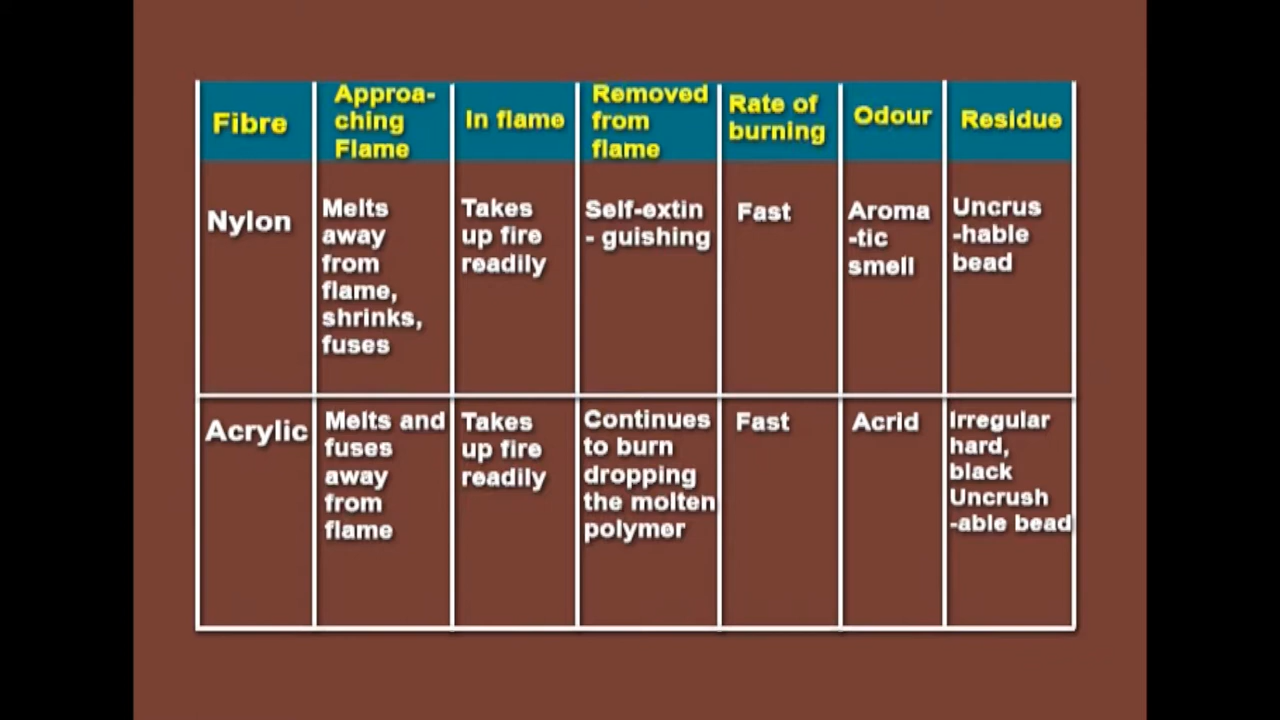 Fibre
Approa-
ching
Flame
In flame
Removed
from
flame
Rate of
burning
Odour
Residue
Nylon
Melts
away
from
flame,
shrinks,
fuses
Takes
up fire
readily
Self-extin
- guishing
Fast
Aroma
-tic
smell
Uncrus
-hable
bead
Acrylic
Melts and
fuses
away
from
flame
Takes
up fire
readily
Continues
to burn
dropping
the molten
polymer
Fast
Acrid
Irregular
hard,
black
Uncrush
-able bead